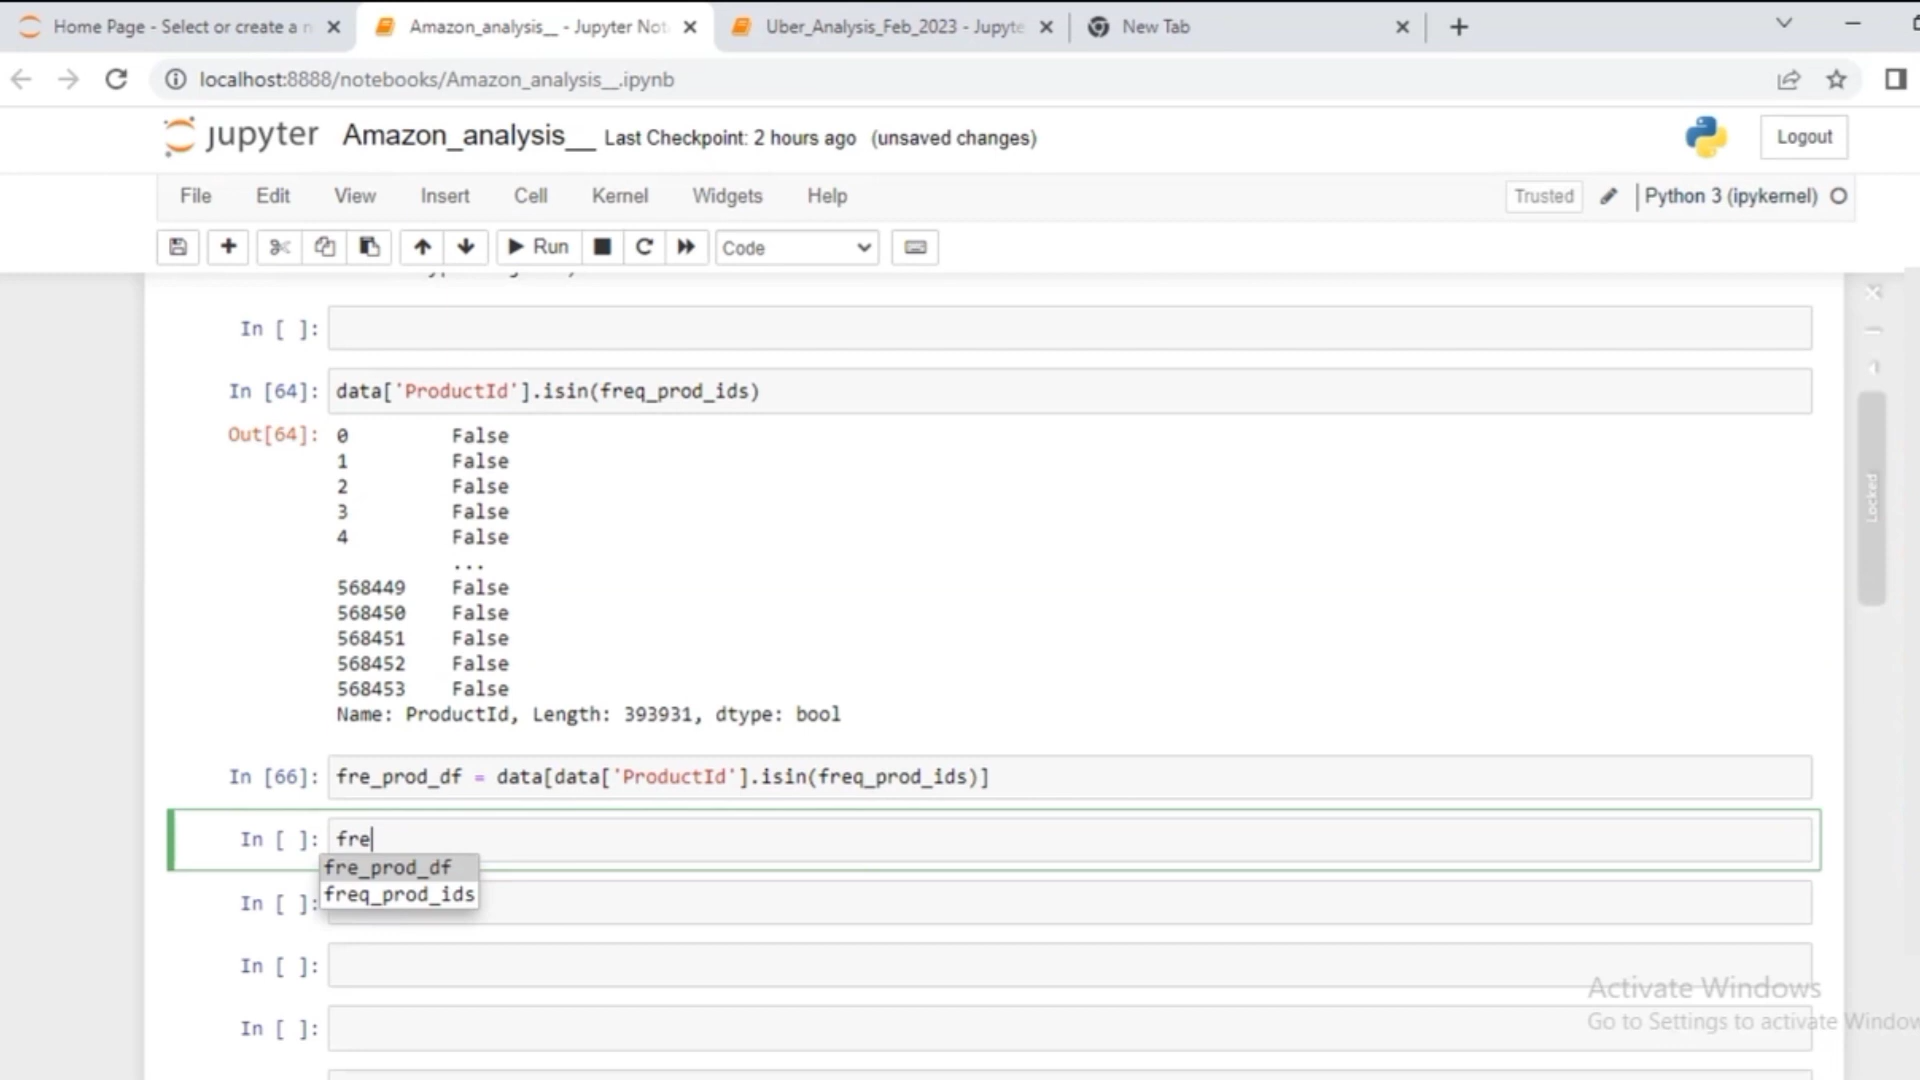 Home Page - Select or create a n
Amazon_analysis__ - Jupyter Not
Uber_Analysis_Feb_2023 - Jupyte
New Tab
localhost:8888/notebooks/Amazon_analysis__.ipynb
jupyter Amazon_analysis__ Last Checkpoint: 2 hours ago (unsaved changes)
Logout
File Edit View Insert Cell Kernel Widgets Help
Trusted
Python 3 (ipykernel)
Run
Code
In [ ]:
In [64]: data['ProductId'].isin(freq_prod_ids)
Out[64]: 0 False
1 False
2 False
3 False
4 False
...
568449 False
568450 False
568451 False
568452 False
568453 False
Name: ProductId, Length: 393931, dtype: bool
In [66]: fre_prod_df = data[data['ProductId'].isin(freq_prod_ids)]
In [ ]: fre
fre_prod_df
freq_prod_ids
In [ ]:
In [ ]:
In [ ]:
Locked
Activate Windows
Go to Settings to activate Window